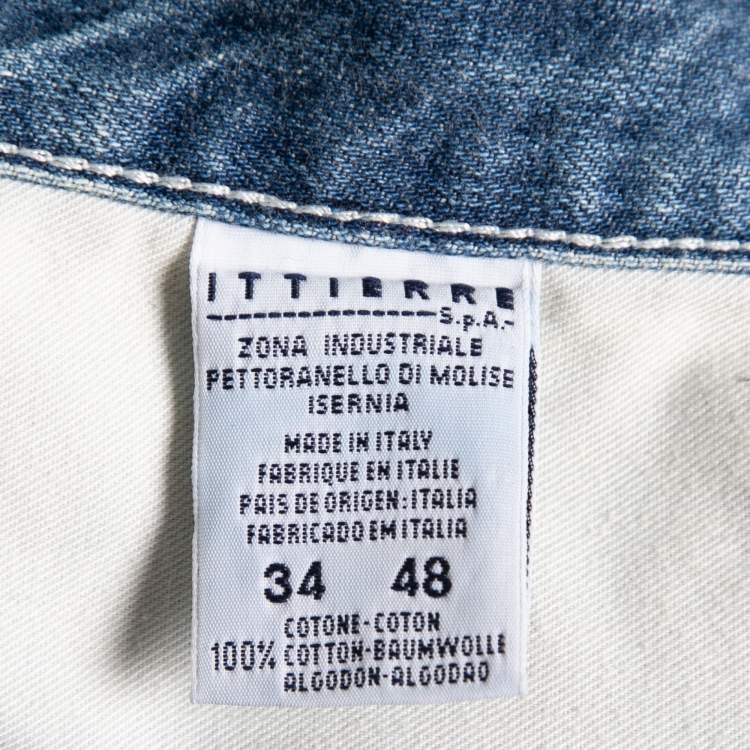 ITTIERRE
S.p.A.-
ZONA INDUSTRIALE
PETTORANELLO DI MOLISE
ISERNIA
MADE IN ITALY
FABRIQUE EN ITALIE
PAIS DE ORIGEN: ITALIA
FABRICADO EM ITALIA
34 48
COTONE-COTON
100% COTTON-BAUMWOLLE
ALGODON-ALGODAO